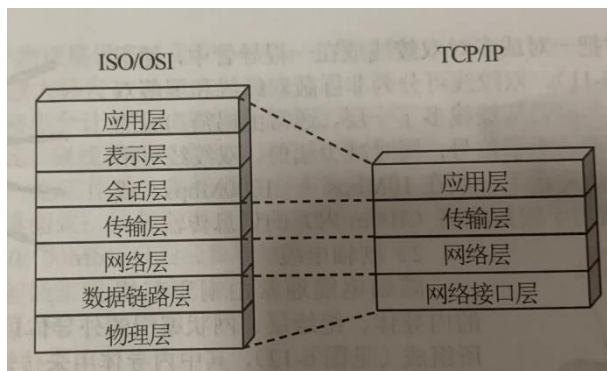 ISO/OSI
应用层
表示层
会话层
传输层
网络层
数据链路层
物理层
TCP/IP
应用层
传输层
网络层
网络接口层